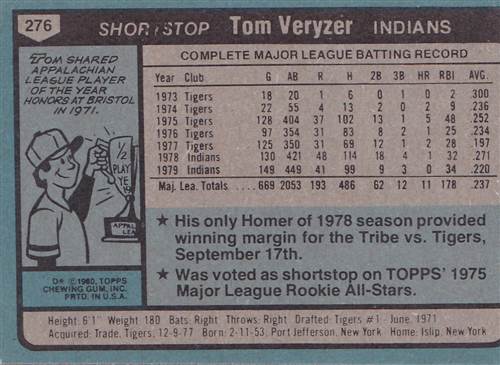 276 SHORTSTOP Tom Veryzer INDIANS
TOM SHARED
APPALACHIAN
LEAGUE PLAYER
OF THE YEAR
HONORS AT BRISTOL
IN 1971.
1/2
PLAY
YE
APPAL
LEA
D* © 1980, TOPPS
CHEWING GUM, INC.
PRTD. IN U.S.A.
COMPLETE MAJOR LEAGUE BATTING RECORD
Year Club G AB R H 2B 3B HR RBI AVG.
1973 Tigers 18 20 1 6 0 1 0 2 .300
1974 Tigers 22 55 4 13 2 0 2 9 .236
1975 Tigers 128 404 37 102 13 1 5 48 .252
1976 Tigers 97 354 31 83 8 2 1 25 .234
1977 Tigers 125 350 31 69 12 1 2 28 .197
1978 Indians 130 421 48 114 18 4 1 32 .271
1979 Indians 149 449 41 99 9 3 0 34 .220
Maj. Lea. Totals 669 2053 193 486 62 12 11 178 .237
★ His only Homer of 1978 season provided
winning margin for the Tribe vs. Tigers,
September 17th.
★ Was voted as shortstop on TOPPS' 1975
Major League Rookie All-Stars.
Height: 6'1" Weight: 180 Bats: Right Throws: Right Drafted: Tigers #1 - June, 1971
Acquired: Trade, Tigers, 12-9-77 Born: 2-11-53, Port Jefferson, New York Home: Islip, New York